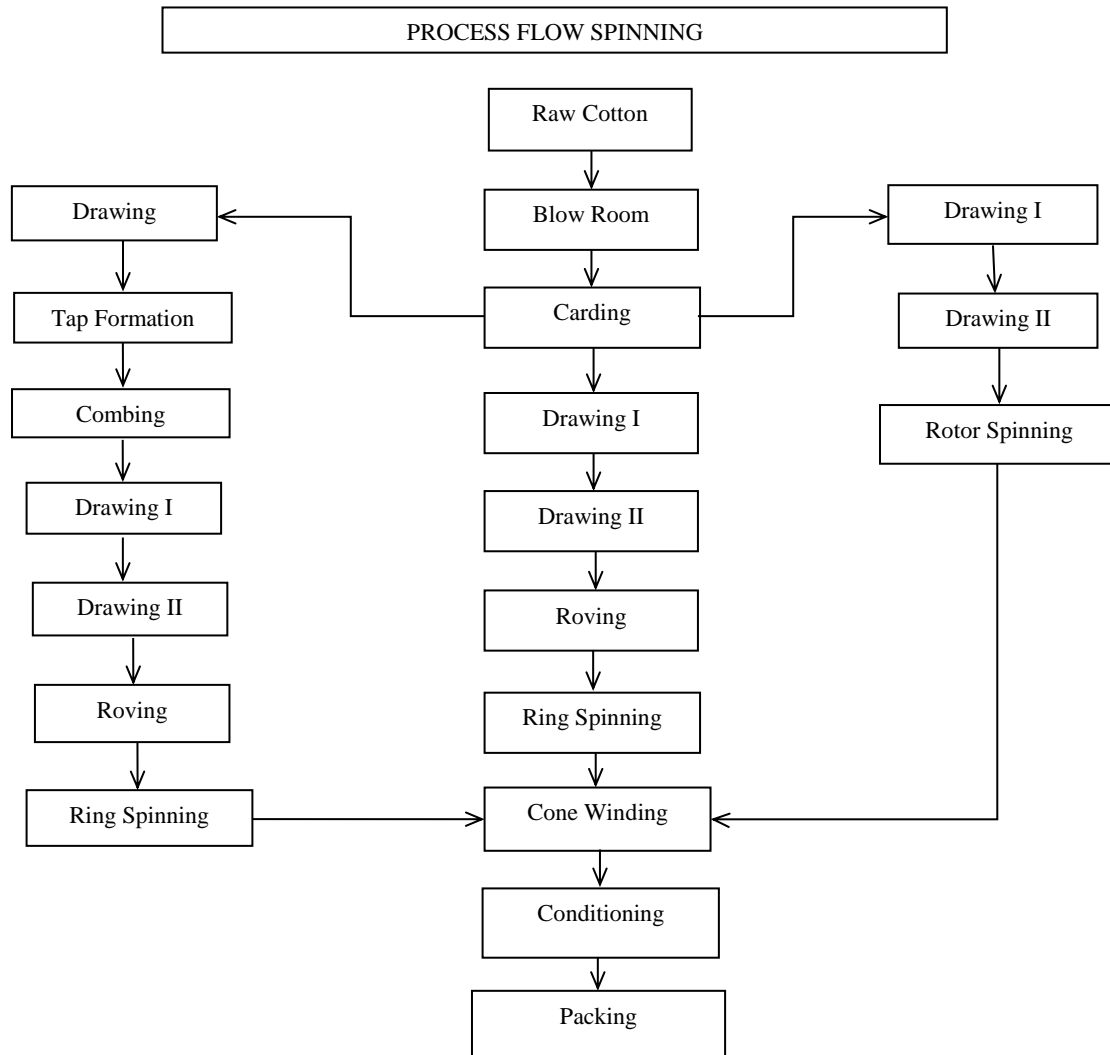 PROCESS FLOW SPINNING
Raw Cotton
Blow Room
Carding
Drawing
Tap Formation
Combing
Drawing I
Drawing II
Roving
Ring Spinning
Drawing I
Drawing II
Roving
Ring Spinning
Drawing I
Drawing II
Rotor Spinning
Cone Winding
Conditioning
Packing